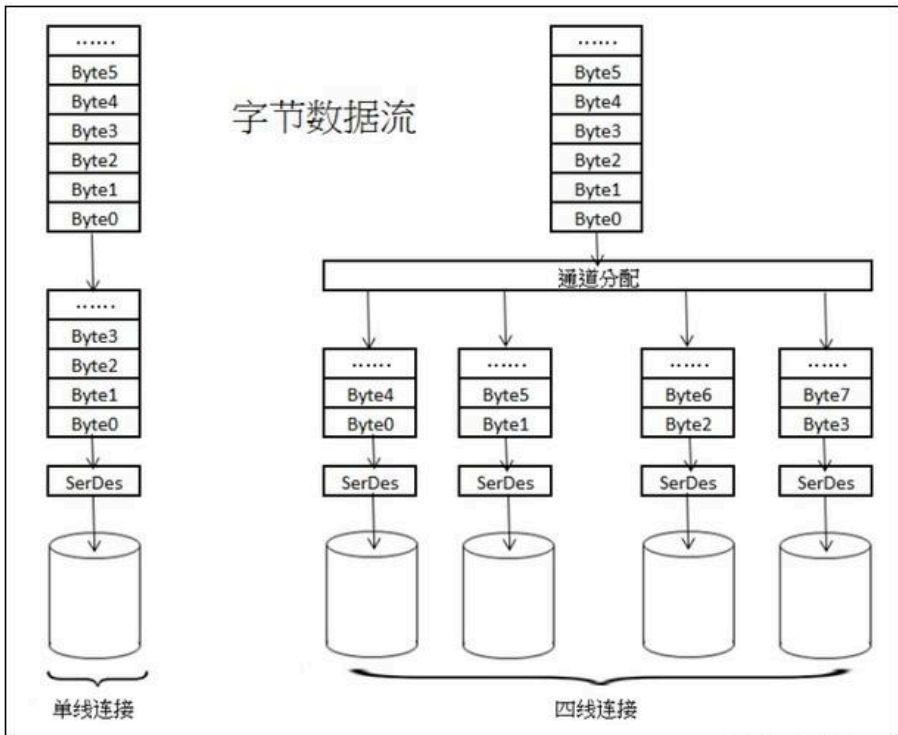 ……
Byte5
Byte4
Byte3
Byte2
Byte1
Byte0
……
Byte3
Byte2
Byte1
Byte0
SerDes
单线连接
字节数据流
……
Byte5
Byte4
Byte3
Byte2
Byte1
Byte0
通道分配
…… …… …… ……
Byte4 Byte5 Byte6 Byte7
Byte0 Byte1 Byte2 Byte3
SerDes SerDes SerDes SerDes
四线连接